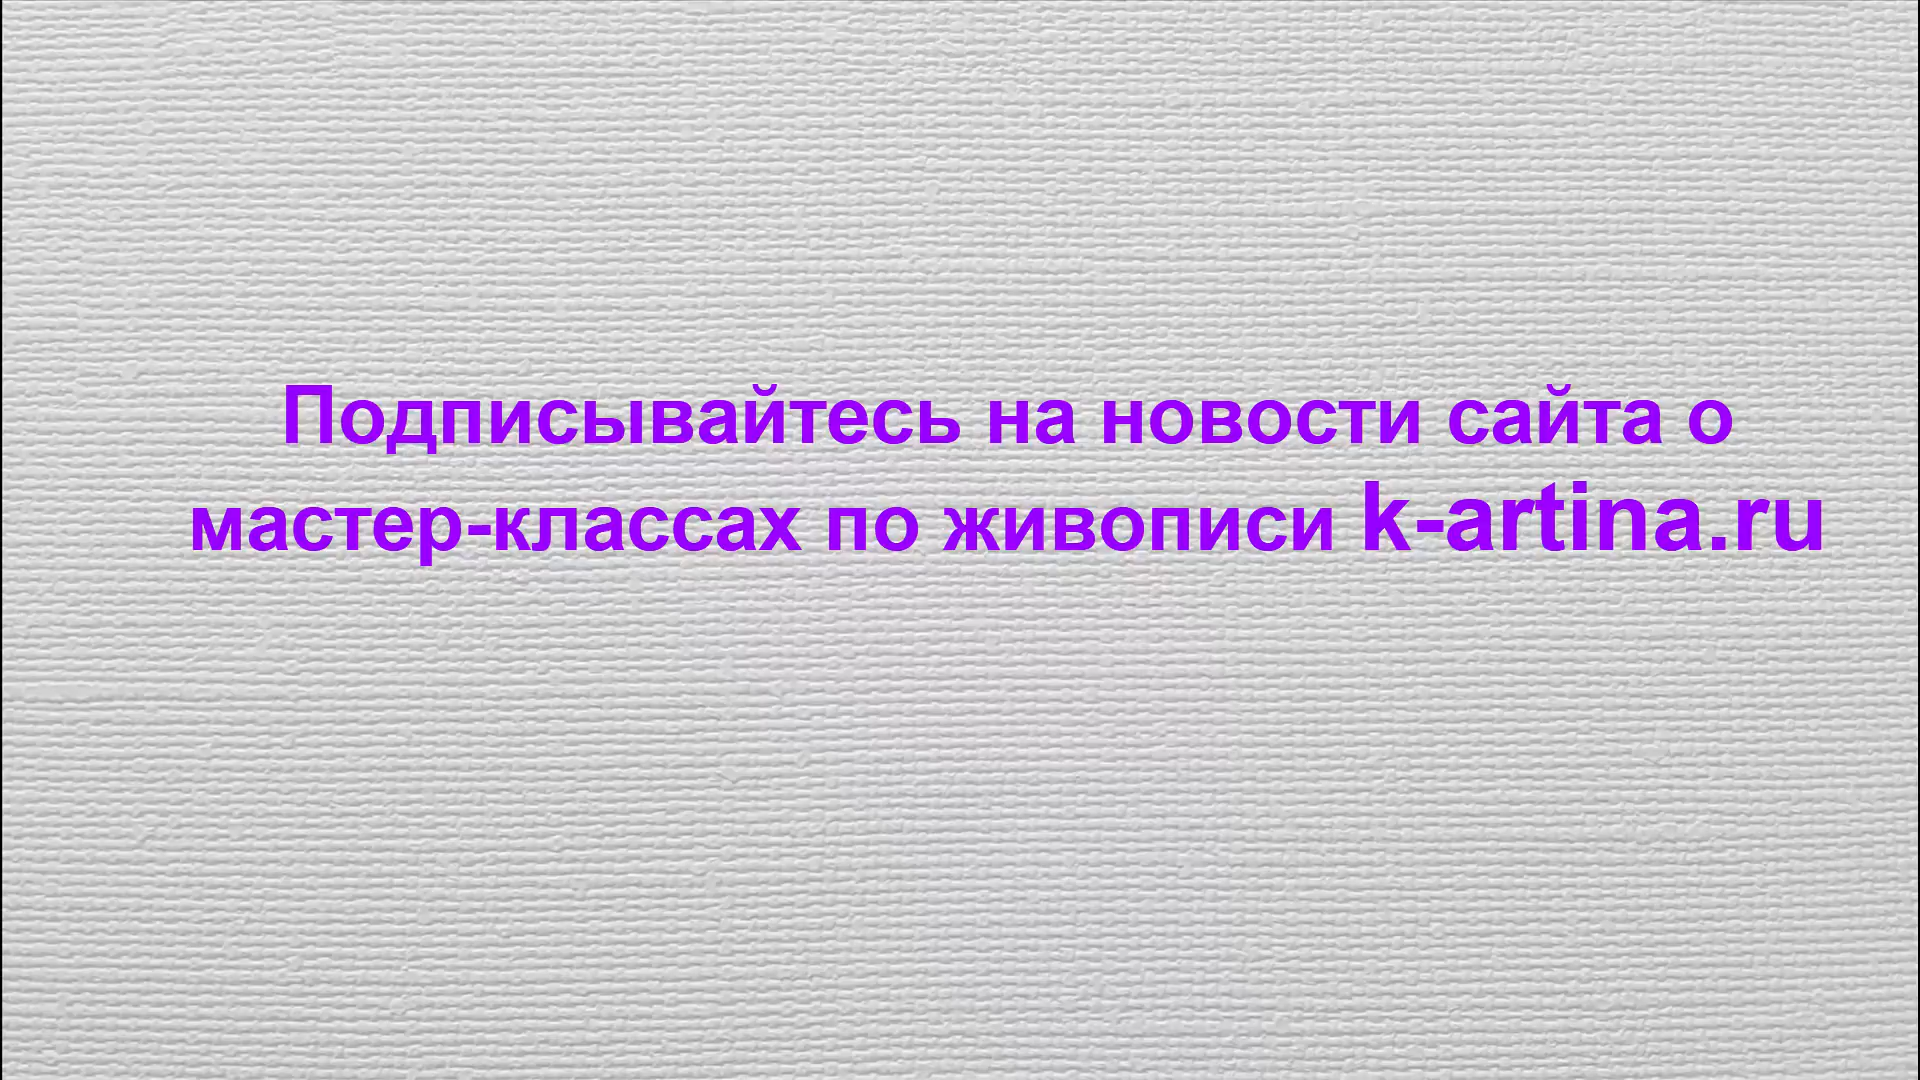 Подписывайтесь на новости сайта о
мастер-классах по живописи k-artina.ru